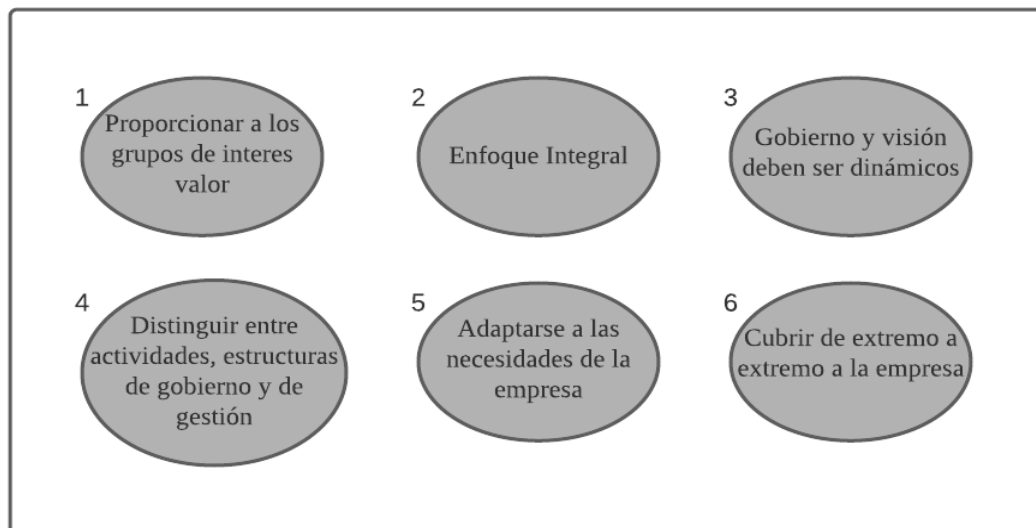 1
Proporcionar a los
grupos de interes
valor
2
Enfoque Integral
3
Gobierno y visión
deben ser dinámicos
4
Distinguir entre
actividades, estructuras
de gobierno y de
gestión
5
Adaptarse a las
necesidades de la
empresa
6
Cubrir de extremo a
extremo a la empresa